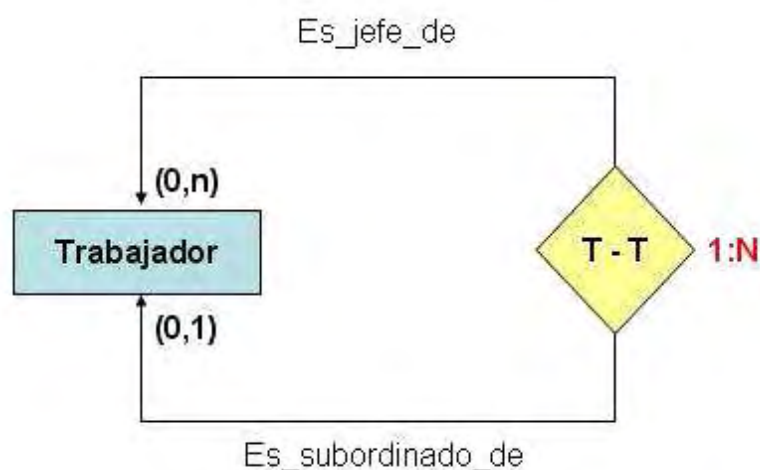 Es_jefe_de
(0,n)
Trabajador
T - T
1:N
(0,1)
Es_subordinado_de